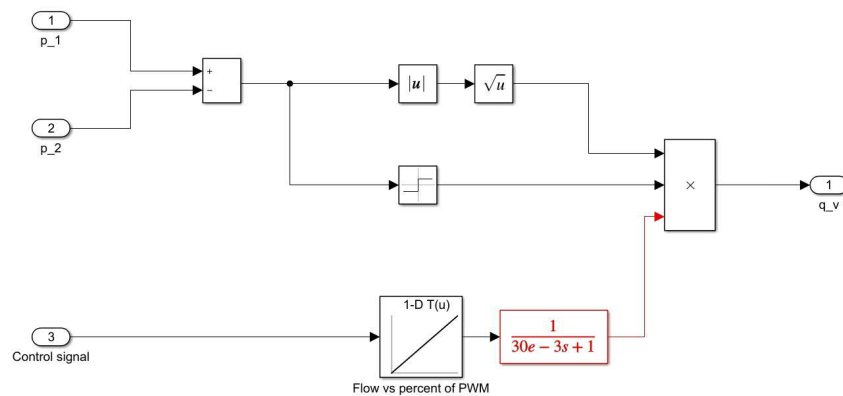 1
p_1
2
p_2
+
−
|u|
√u
×
1
q_v
3
Control signal
1-D T(u)
Flow vs percent of PWM
1
30e − 3s + 1